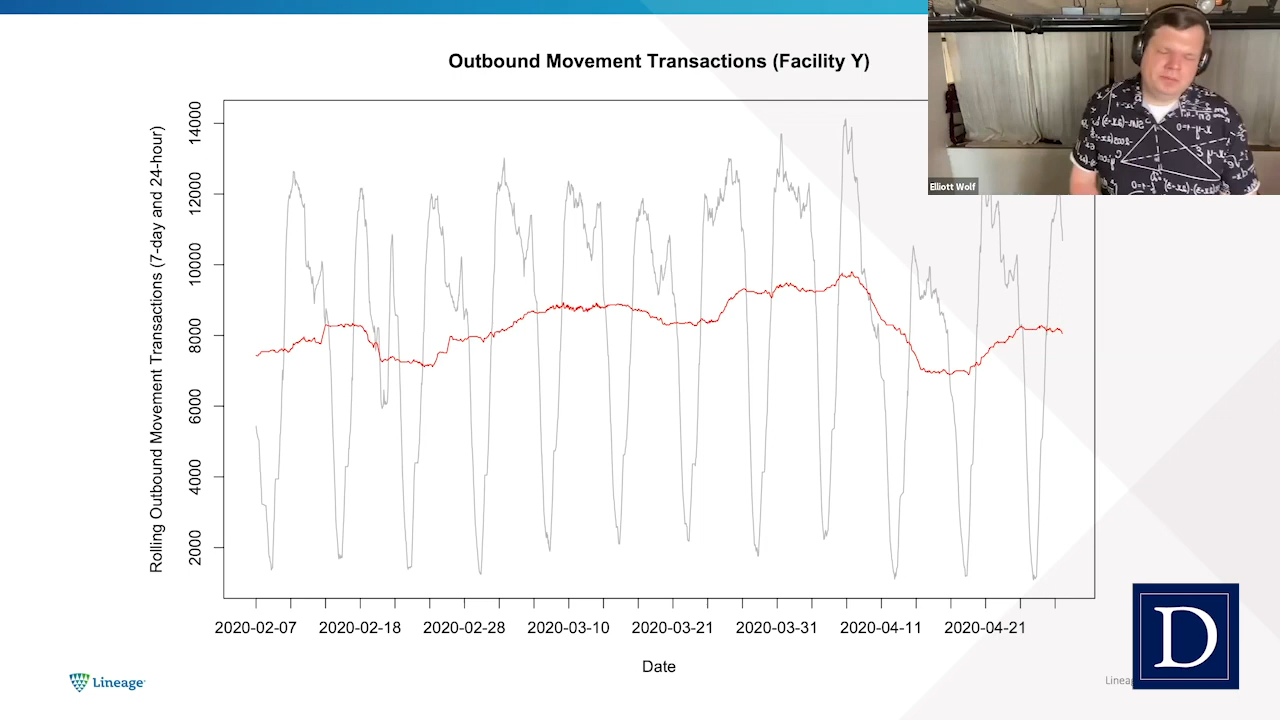 Outbound Movement Transactions (Facility Y)
Rolling Outbound Movement Transactions (7-day and 24-hour)
14000
12000
10000
8000
6000
4000
2000
2020-02-07 2020-02-18 2020-02-28 2020-03-10 2020-03-21 2020-03-31 2020-04-11 2020-04-21
Date
Elliott Wolf
Lineage
D